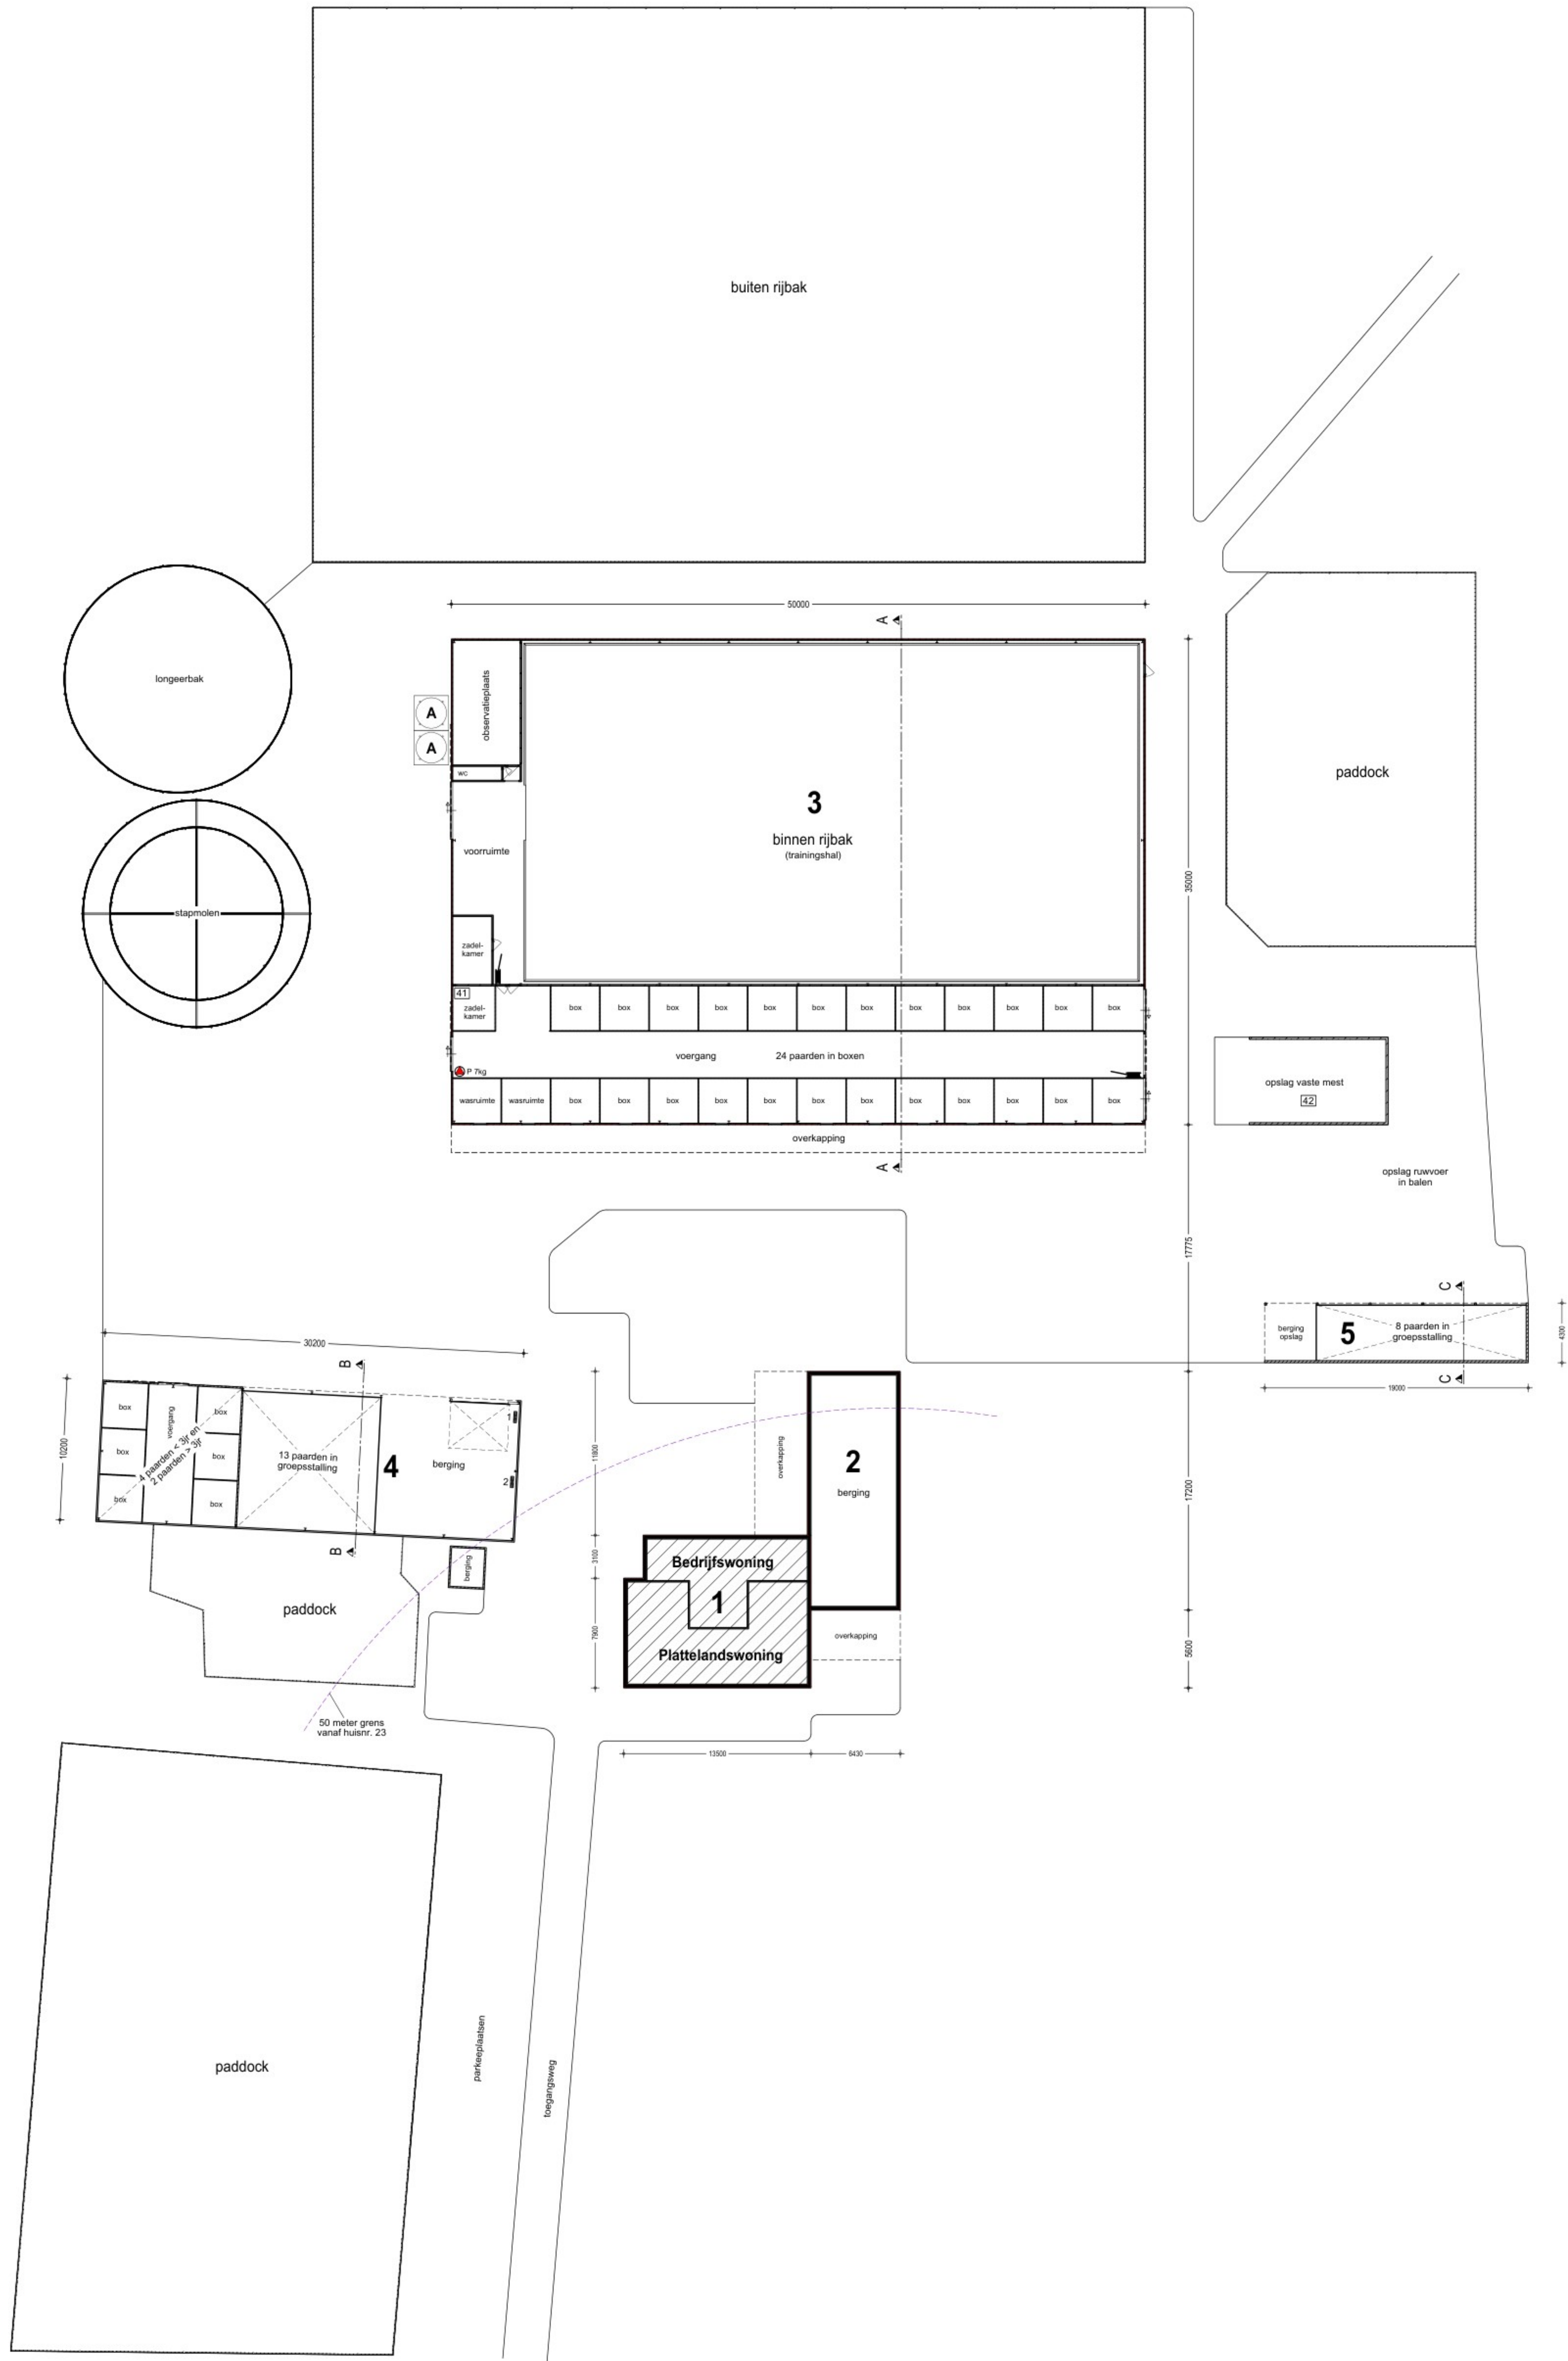 buiten rijbak
50000
A
longeerbak
A
A
observatieplaats
wc
3
binnen rijbak
(trainingshal)
voorruimte
paddock
35000
stapmolen
zadel-
kamer
41
zadel-
kamer
box box box box box box box box box box box box
voergang
24 paarden in boxen
P 7kg
wasruimte wasruimte box box box box box box box box box box box box
overkapping
A
opslag vaste mest
42
opslag ruwvoer
in balen
17775
C
berging
opslag
5
8 paarden in
groepsstalling
4300
C
19000
30200
B
10200
box
voergang
box
box
box
box
box
4 paarden < 3jr en
2 paarden > 3jr
13 paarden in
groepsstalling
4
berging
1
2
B
berging
paddock
11800
overkapping
2
berging
17200
3100
Bedrijfswoning
1
7900
Plattelandswoning
overkapping
5600
50 meter grens
vanaf huisnr. 23
13500
6430
paddock
parkeeplaatsen
toegangsweg